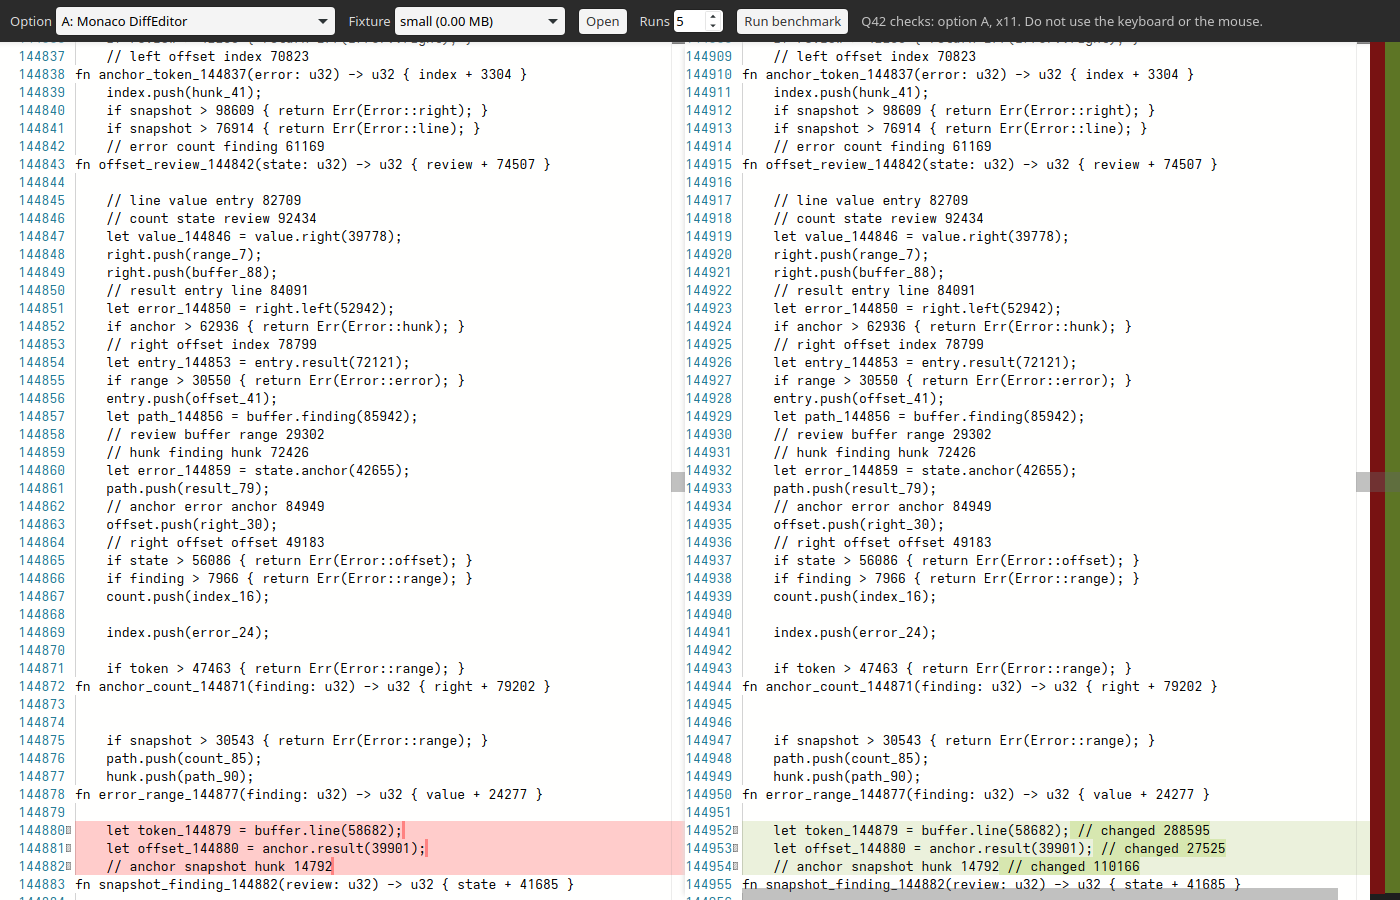 Option A: Monaco DiffEditor Fixture small (0.00 MB) Open Runs 5 Run benchmark Q42 checks: option A, x11. Do not use the keyboard or the mouse.
144837 // left offset index 70823
144838 fn anchor_token_144837(error: u32) -> u32 { index + 3304 }
144839 index.push(hunk_41);
144840 if snapshot > 98609 { return Err(Error::right); }
144841 if snapshot > 76914 { return Err(Error::line); }
144842 // error count finding 61169
144843 fn offset_review_144842(state: u32) -> u32 { review + 74507 }
144844
144845 // line value entry 82709
144846 // count state review 92434
144847 let value_144846 = value.right(39778);
144848 right.push(range_7);
144849 right.push(buffer_88);
144850 // result entry line 84091
144851 let error_144850 = right.left(52942);
144852 if anchor > 62936 { return Err(Error::hunk); }
144853 // right offset index 78799
144854 let entry_144853 = entry.result(72121);
144855 if range > 30550 { return Err(Error::error); }
144856 entry.push(offset_41);
144857 let path_144856 = buffer.finding(85942);
144858 // review buffer range 29302
144859 // hunk finding hunk 72426
144860 let error_144859 = state.anchor(42655);
144861 path.push(result_79);
144862 // anchor error anchor 84949
144863 offset.push(right_30);
144864 // right offset offset 49183
144865 if state > 56086 { return Err(Error::offset); }
144866 if finding > 7966 { return Err(Error::range); }
144867 count.push(index_16);
144868
144869 index.push(error_24);
144870
144871 if token > 47463 { return Err(Error::range); }
144872 fn anchor_count_144871(finding: u32) -> u32 { right + 79202 }
144873
144874
144875 if snapshot > 30543 { return Err(Error::range); }
144876 path.push(count_85);
144877 hunk.push(path_90);
144878 fn error_range_144877(finding: u32) -> u32 { value + 24277 }
144879
144880 let token_144879 = buffer.line(58682);
144881 let offset_144880 = anchor.result(39901);
144882 // anchor snapshot hunk 14792
144883 fn snapshot_finding_144882(review: u32) -> u32 { state + 41685 }
144909 // left offset index 70823
144910 fn anchor_token_144837(error: u32) -> u32 { index + 3304 }
144911 index.push(hunk_41);
144912 if snapshot > 98609 { return Err(Error::right); }
144913 if snapshot > 76914 { return Err(Error::line); }
144914 // error count finding 61169
144915 fn offset_review_144842(state: u32) -> u32 { review + 74507 }
144916
144917 // line value entry 82709
144918 // count state review 92434
144919 let value_144846 = value.right(39778);
144920 right.push(range_7);
144921 right.push(buffer_88);
144922 // result entry line 84091
144923 let error_144850 = right.left(52942);
144924 if anchor > 62936 { return Err(Error::hunk); }
144925 // right offset index 78799
144926 let entry_144853 = entry.result(72121);
144927 if range > 30550 { return Err(Error::error); }
144928 entry.push(offset_41);
144929 let path_144856 = buffer.finding(85942);
144930 // review buffer range 29302
144931 // hunk finding hunk 72426
144932 let error_144859 = state.anchor(42655);
144933 path.push(result_79);
144934 // anchor error anchor 84949
144935 offset.push(right_30);
144936 // right offset offset 49183
144937 if state > 56086 { return Err(Error::offset); }
144938 if finding > 7966 { return Err(Error::range); }
144939 count.push(index_16);
144940
144941 index.push(error_24);
144942
144943 if token > 47463 { return Err(Error::range); }
144944 fn anchor_count_144871(finding: u32) -> u32 { right + 79202 }
144945
144946
144947 if snapshot > 30543 { return Err(Error::range); }
144948 path.push(count_85);
144949 hunk.push(path_90);
144950 fn error_range_144877(finding: u32) -> u32 { value + 24277 }
144951
144952 let token_144879 = buffer.line(58682); // changed 288595
144953 let offset_144880 = anchor.result(39901); // changed 27525
144954 // anchor snapshot hunk 14792 // changed 110166
144955 fn snapshot_finding_144882(review: u32) -> u32 { state + 41685 }